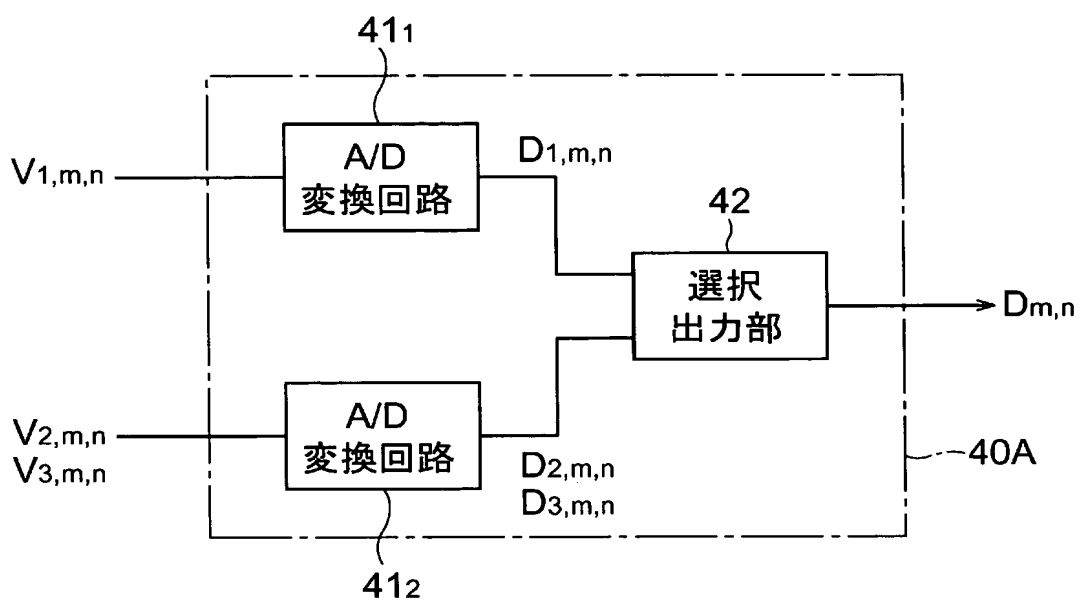 41₁
A/D
変換回路
V1,m,n
D1,m,n
42
選択
出力部
Dm,n
A/D
変換回路
V2,m,n
V3,m,n
D2,m,n
D3,m,n
40A
41₂